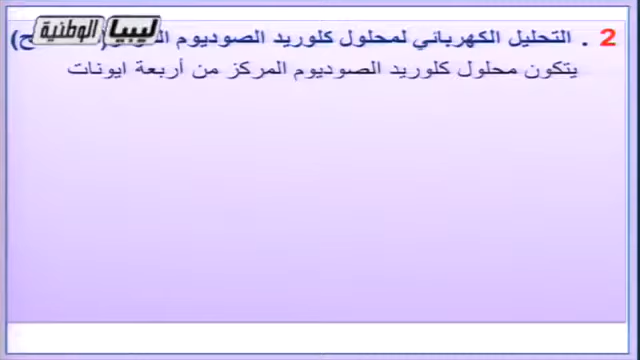 ليبيا الوطنية
2 . التحليل الكهربائي لمحلول كلوريد الصوديوم
يتكون محلول كلوريد الصوديوم المركز من أربعة ايونات